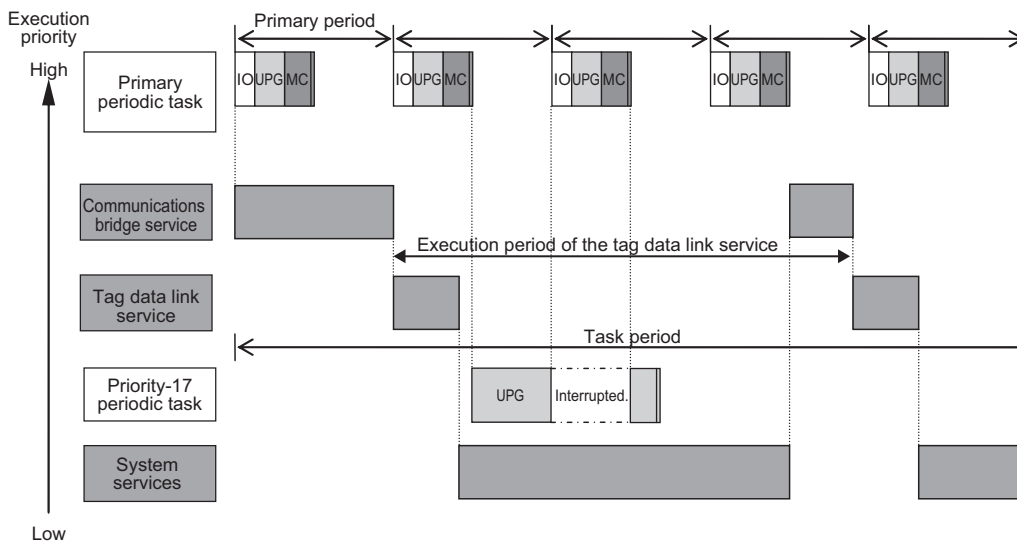 Execution
priority
Primary period
High
Primary
periodic task
IO UPG MC
IO UPG MC
IO UPG MC
IO UPG MC
IO UPG MC
Communications
bridge service
Execution period of the tag data link service
Tag data link
service
Task period
Priority-17
periodic task
UPG
Interrupted.
System
services
Low